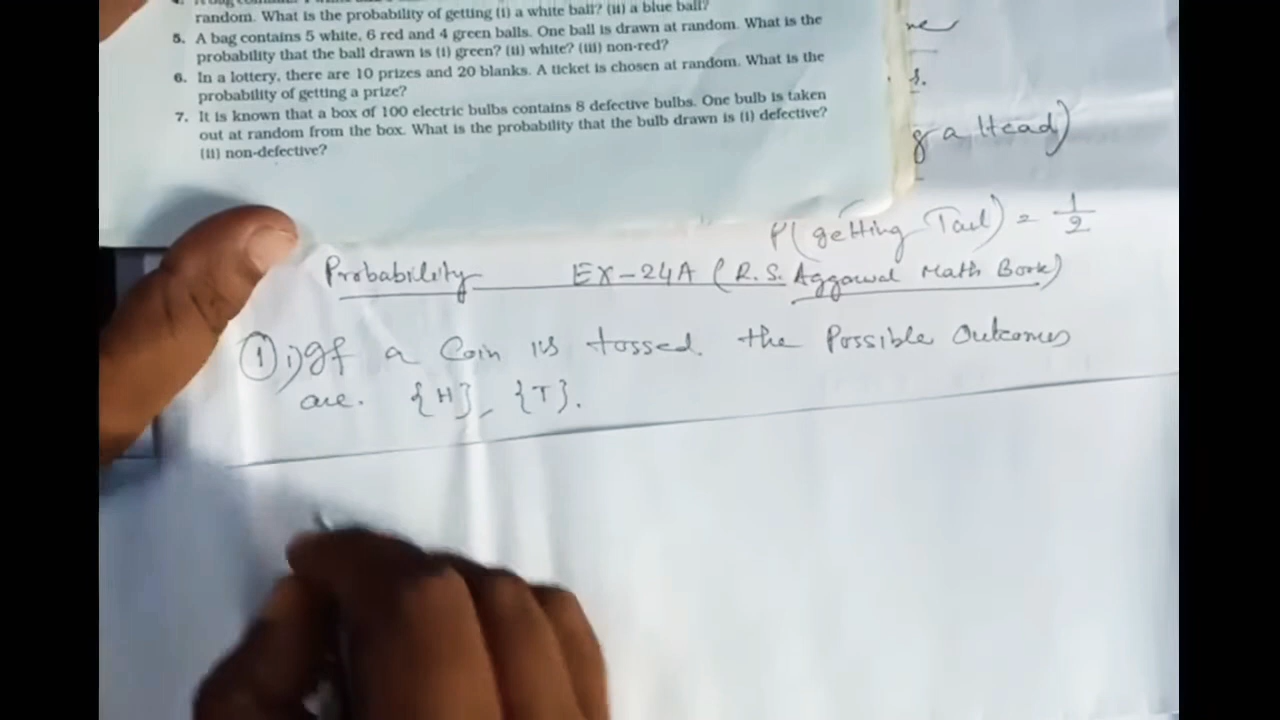 random. What is the probability of getting (i) a white ball? (ii) a blue ball?
5. A bag contains 5 white, 6 red and 4 green balls. One ball is drawn at random. What is the
probability that the ball drawn is (i) green? (ii) white? (iii) non-red?
6. In a lottery, there are 10 prizes and 20 blanks. A ticket is chosen at random. What is the
probability of getting a prize?
7. It is known that a box of 100 electric bulbs contains 8 defective bulbs. One bulb is taken
out at random from the box. What is the probability that the bulb drawn is (i) defective?
(ii) non-defective?
g a Head)
P(getting Tail) = 1/2
Probability EX-24A (R.S. Aggarwal Math Book)
① i) If a Coin is tossed. the Possible Outcomes
are. {H}, {T}.